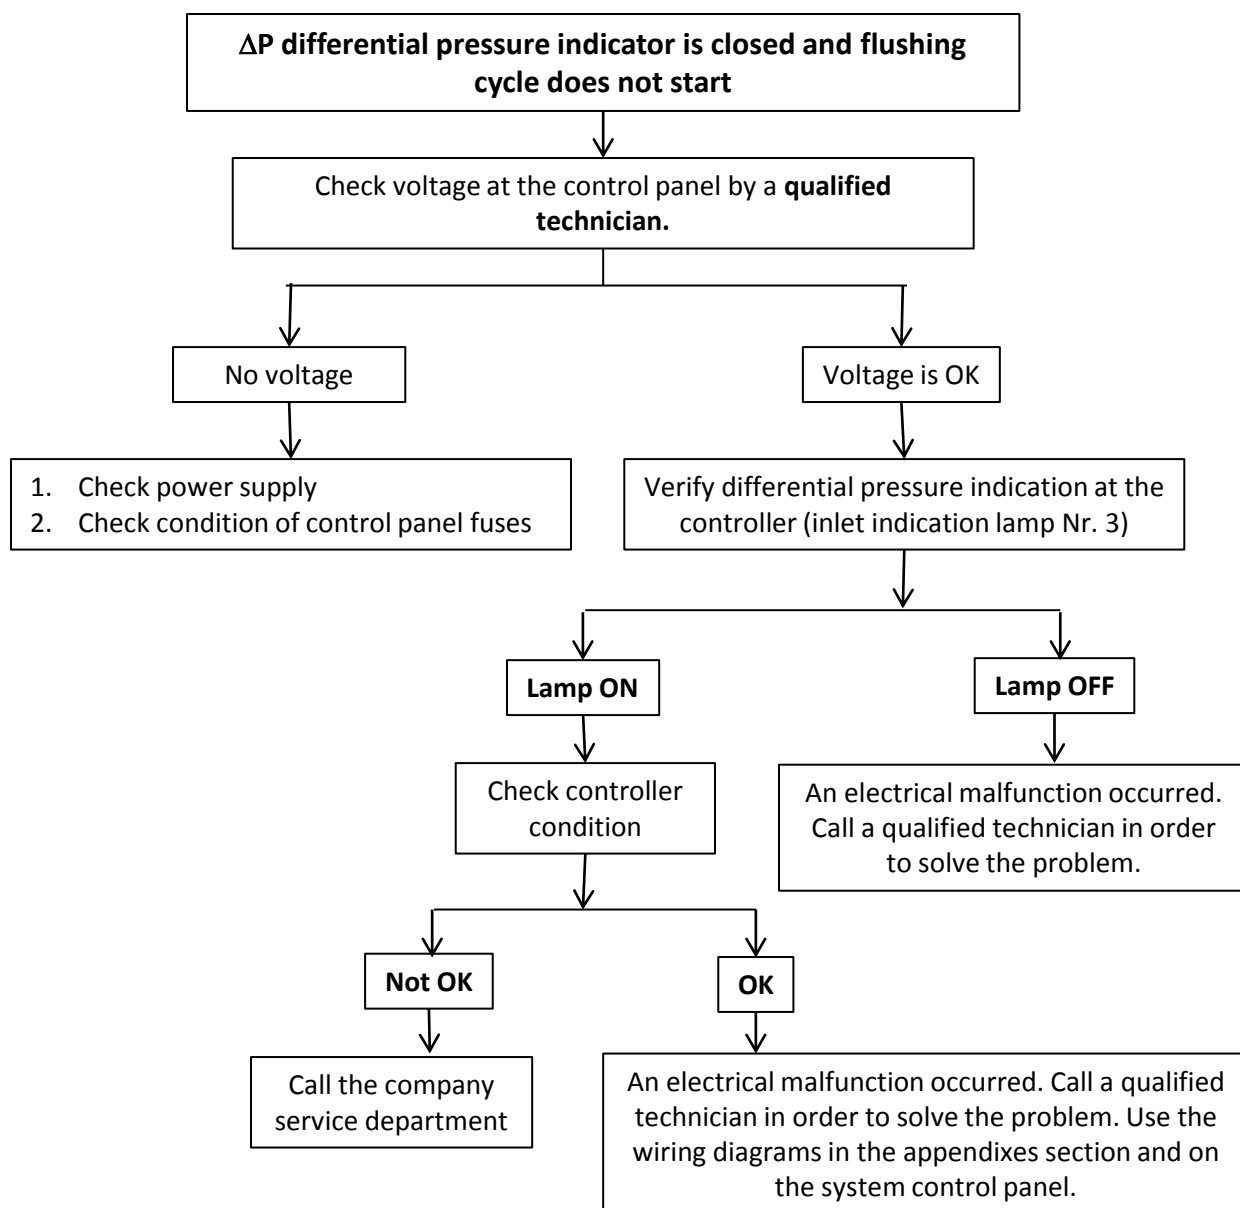 ΔP differential pressure indicator is closed and flushing
cycle does not start
Check voltage at the control panel by a qualified
technician.
No voltage
Voltage is OK
1. Check power supply
2. Check condition of control panel fuses
Verify differential pressure indication at the
controller (inlet indication lamp Nr. 3)
Lamp ON
Lamp OFF
Check controller
condition
An electrical malfunction occurred.
Call a qualified technician in order
to solve the problem.
Not OK
OK
Call the company
service department
An electrical malfunction occurred. Call a qualified
technician in order to solve the problem. Use the
wiring diagrams in the appendixes section and on
the system control panel.